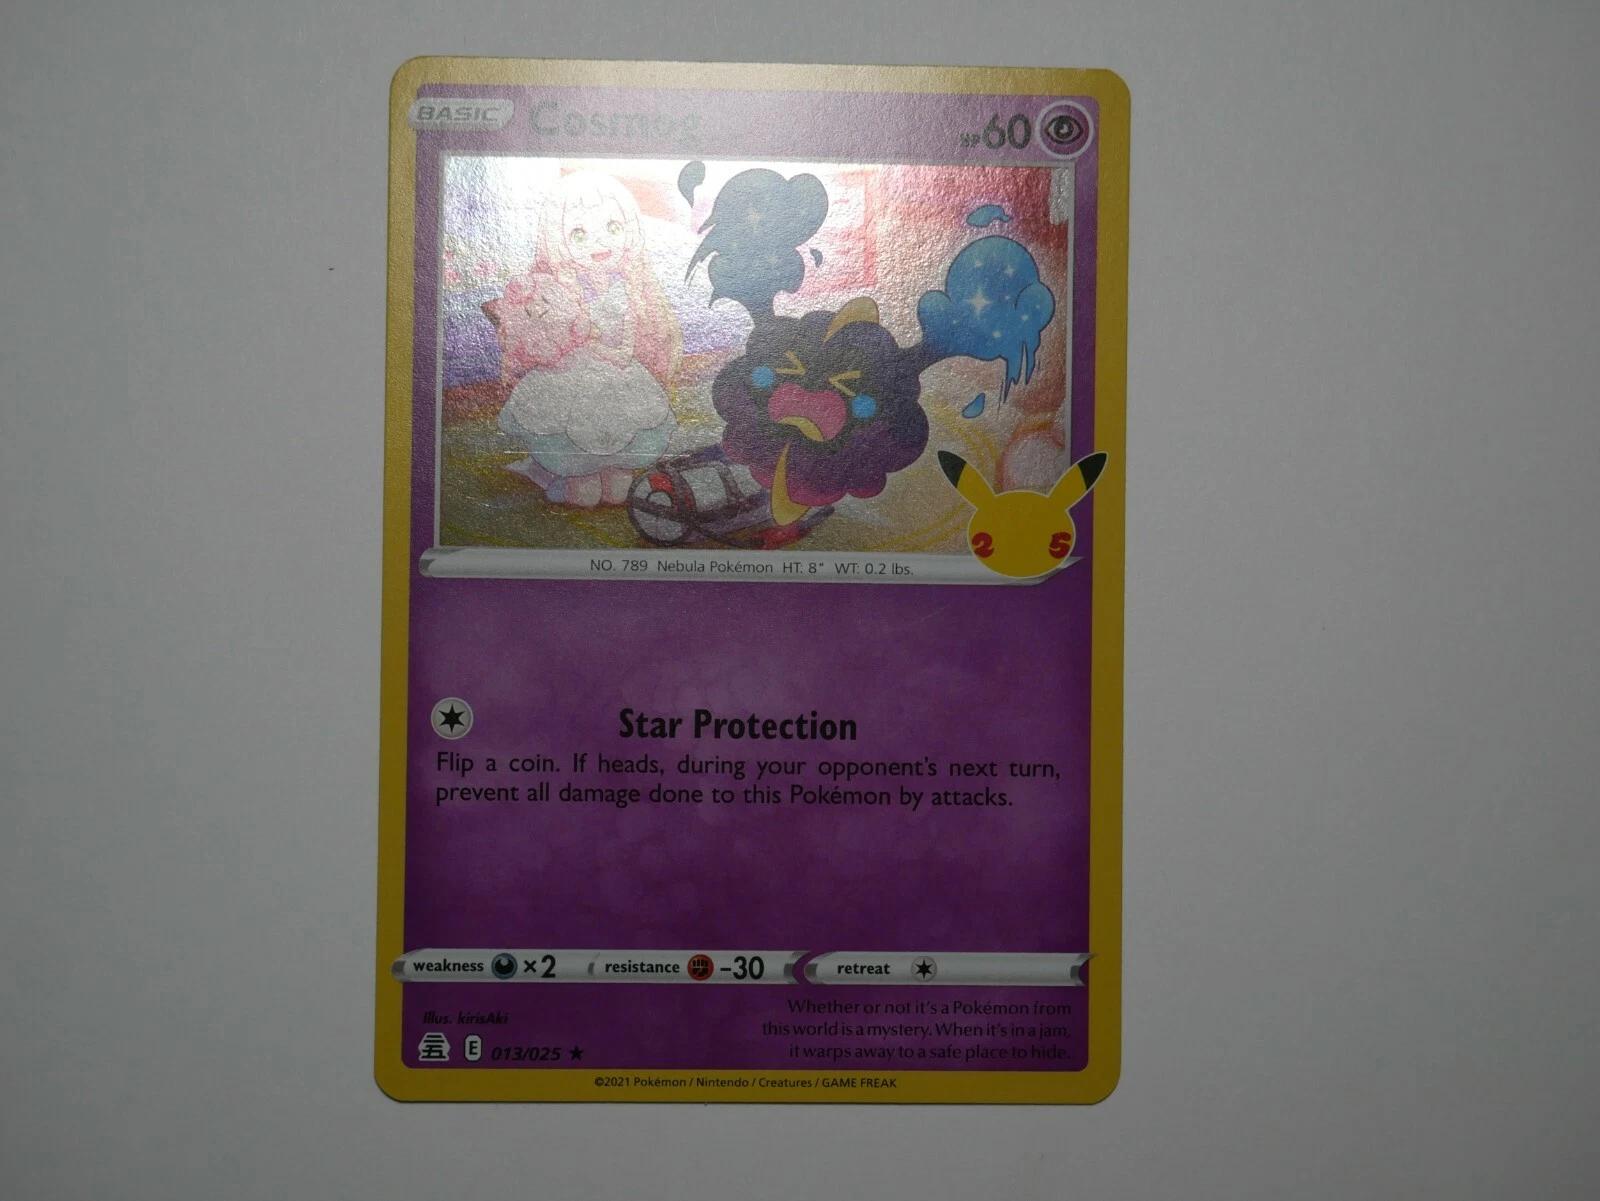 BASIC Cosmog HP 60
NO. 789 Nebula Pokémon HT: 8" WT: 0.2 lbs.
25
Star Protection
Flip a coin. If heads, during your opponent's next turn,
prevent all damage done to this Pokémon by attacks.
weakness ×2 resistance -30 retreat
Illus. kirisAki
E 013/025 ★
Whether or not it's a Pokémon from
this world is a mystery. When it's in a jam,
it warps away to a safe place to hide.
©2021 Pokémon / Nintendo / Creatures / GAME FREAK